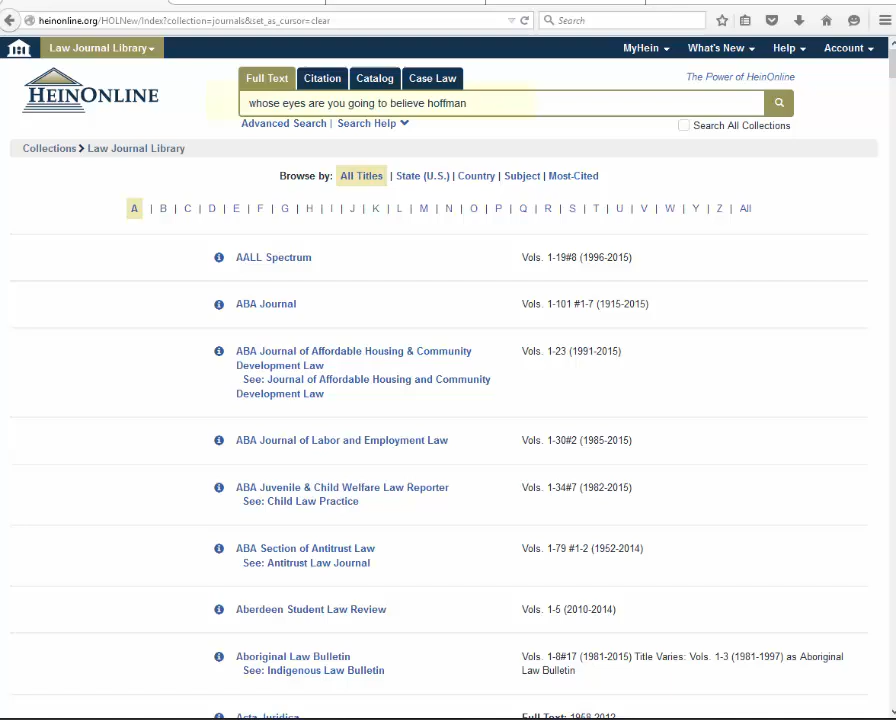 heinonline.org/HOLNew/Index?collection=journals&set_as_cursor=clear
Search
Law Journal Library
MyHein
What's New
Help
Account
HEINONLINE
Full Text
Citation
Catalog
Case Law
The Power of HeinOnline
whose eyes are you going to believe hoffman
Advanced Search | Search Help
Search All Collections
Collections > Law Journal Library
Browse by: All Titles | State (U.S.) | Country | Subject | Most-Cited
A | B | C | D | E | F | G | H | I | J | K | L | M | N | O | P | Q | R | S | T | U | V | W | Y | Z | All
AALL Spectrum
Vols. 1-19#8 (1996-2015)
ABA Journal
Vols. 1-101 #1-7 (1915-2015)
ABA Journal of Affordable Housing & Community
Development Law
See: Journal of Affordable Housing and Community
Development Law
Vols. 1-23 (1991-2015)
ABA Journal of Labor and Employment Law
Vols. 1-30#2 (1985-2015)
ABA Juvenile & Child Welfare Law Reporter
See: Child Law Practice
Vols. 1-34#7 (1982-2015)
ABA Section of Antitrust Law
See: Antitrust Law Journal
Vols. 1-79 #1-2 (1952-2014)
Aberdeen Student Law Review
Vols. 1-5 (2010-2014)
Aboriginal Law Bulletin
See: Indigenous Law Bulletin
Vols. 1-8#17 (1981-2015) Title Varies: Vols. 1-3 (1981-1997) as Aboriginal
Law Bulletin
Acta Juridica
Full Text: 1958-2012